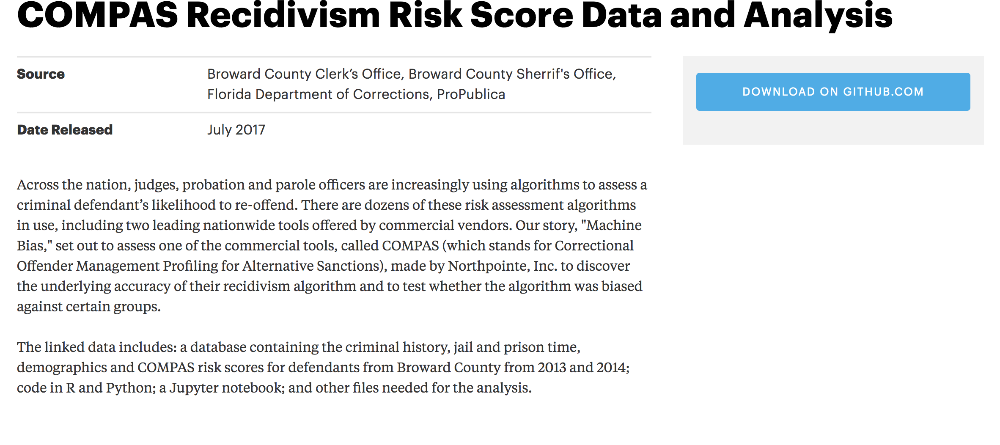 COMPAS Recidivism Risk Score Data and Analysis
Source
Broward County Clerk’s Office, Broward County Sherrif's Office,
Florida Department of Corrections, ProPublica
Date Released
July 2017
DOWNLOAD ON GITHUB.COM
Across the nation, judges, probation and parole officers are increasingly using algorithms to assess a
criminal defendant’s likelihood to re-offend. There are dozens of these risk assessment algorithms
in use, including two leading nationwide tools offered by commercial vendors. Our story, "Machine
Bias," set out to assess one of the commercial tools, called COMPAS (which stands for Correctional
Offender Management Profiling for Alternative Sanctions), made by Northpointe, Inc. to discover
the underlying accuracy of their recidivism algorithm and to test whether the algorithm was biased
against certain groups.
The linked data includes: a database containing the criminal history, jail and prison time,
demographics and COMPAS risk scores for defendants from Broward County from 2013 and 2014;
code in R and Python; a Jupyter notebook; and other files needed for the analysis.